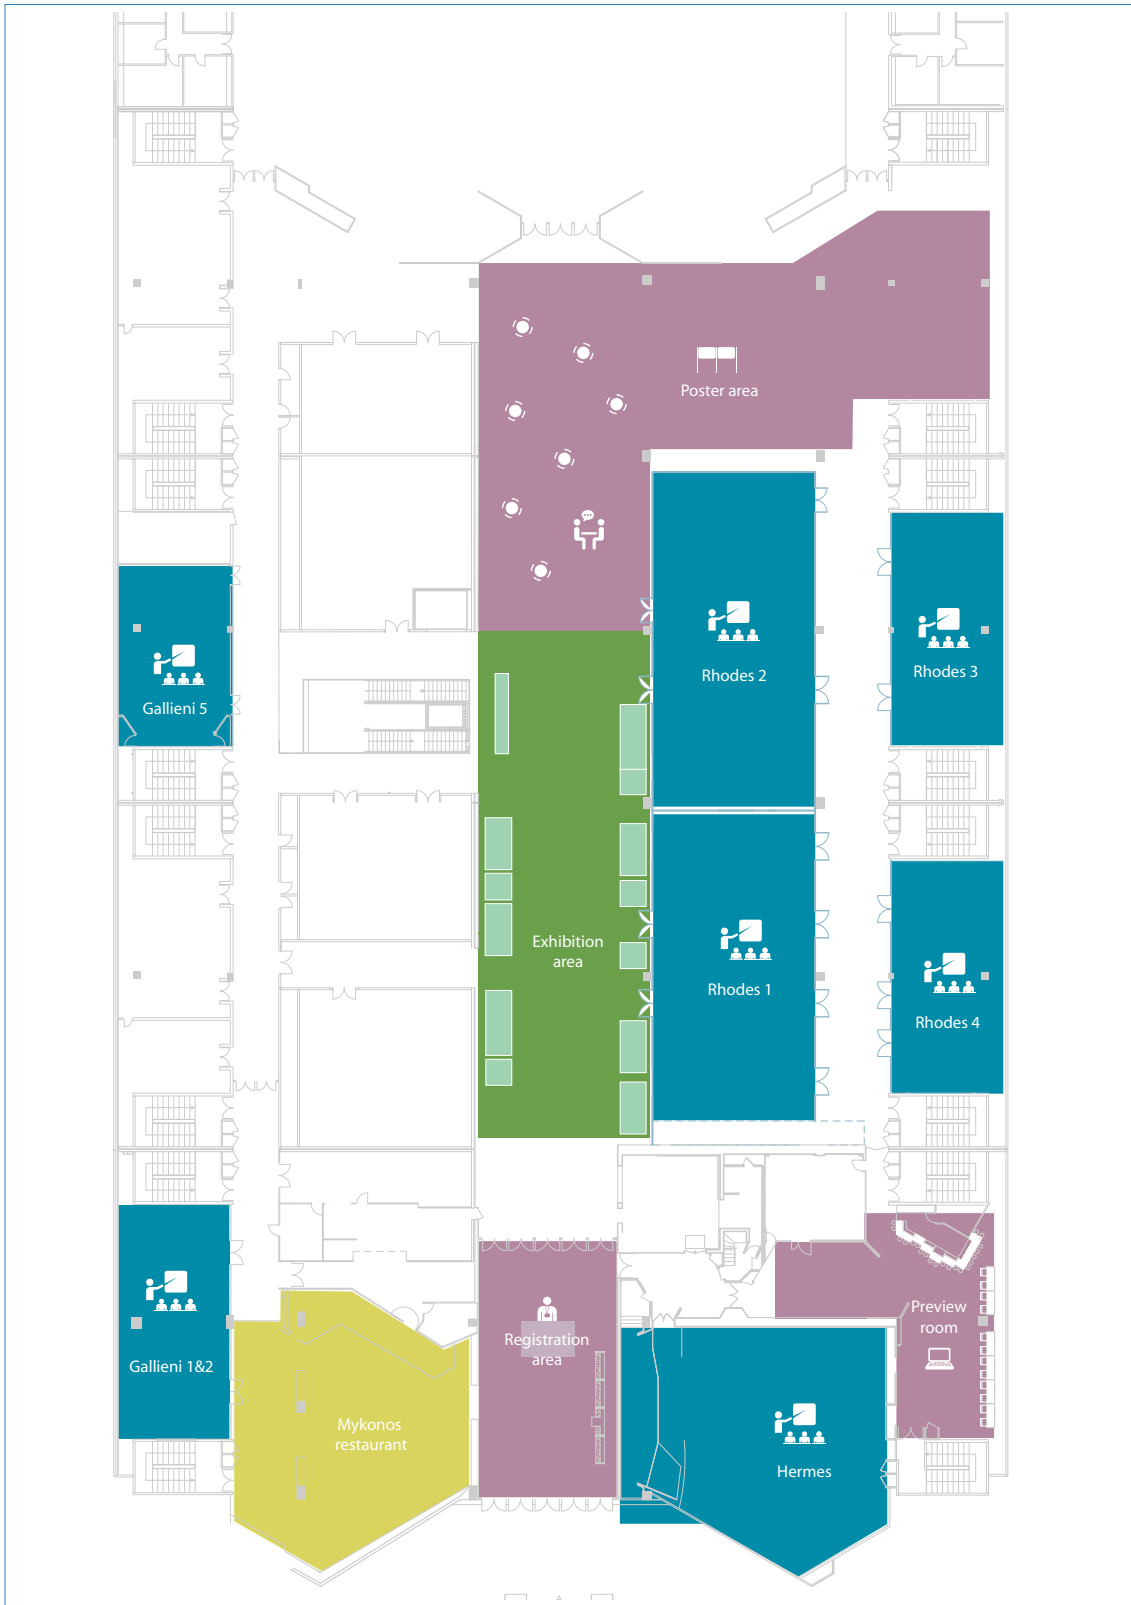 Poster area
Rhodes 2
Rhodes 3
Gallieni 5
Exhibition
area
Rhodes 1
Rhodes 4
Preview
room
Registration
area
Gallieni 1&2
Mykonos
restaurant
Hermes